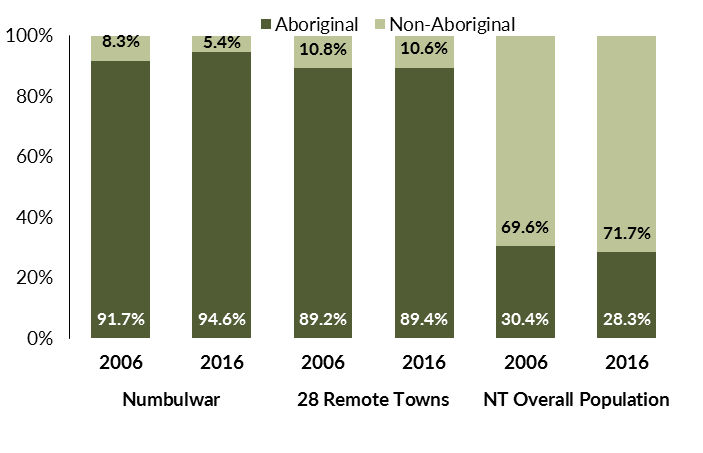 Aboriginal Non-Aboriginal
100%
80%
60%
40%
20%
0%
8.3% 5.4% 10.8% 10.6%
69.6% 71.7%
91.7% 94.6% 89.2% 89.4% 30.4% 28.3%
2006 2016 2006 2016 2006 2016
Numbulwar 28 Remote Towns NT Overall Population